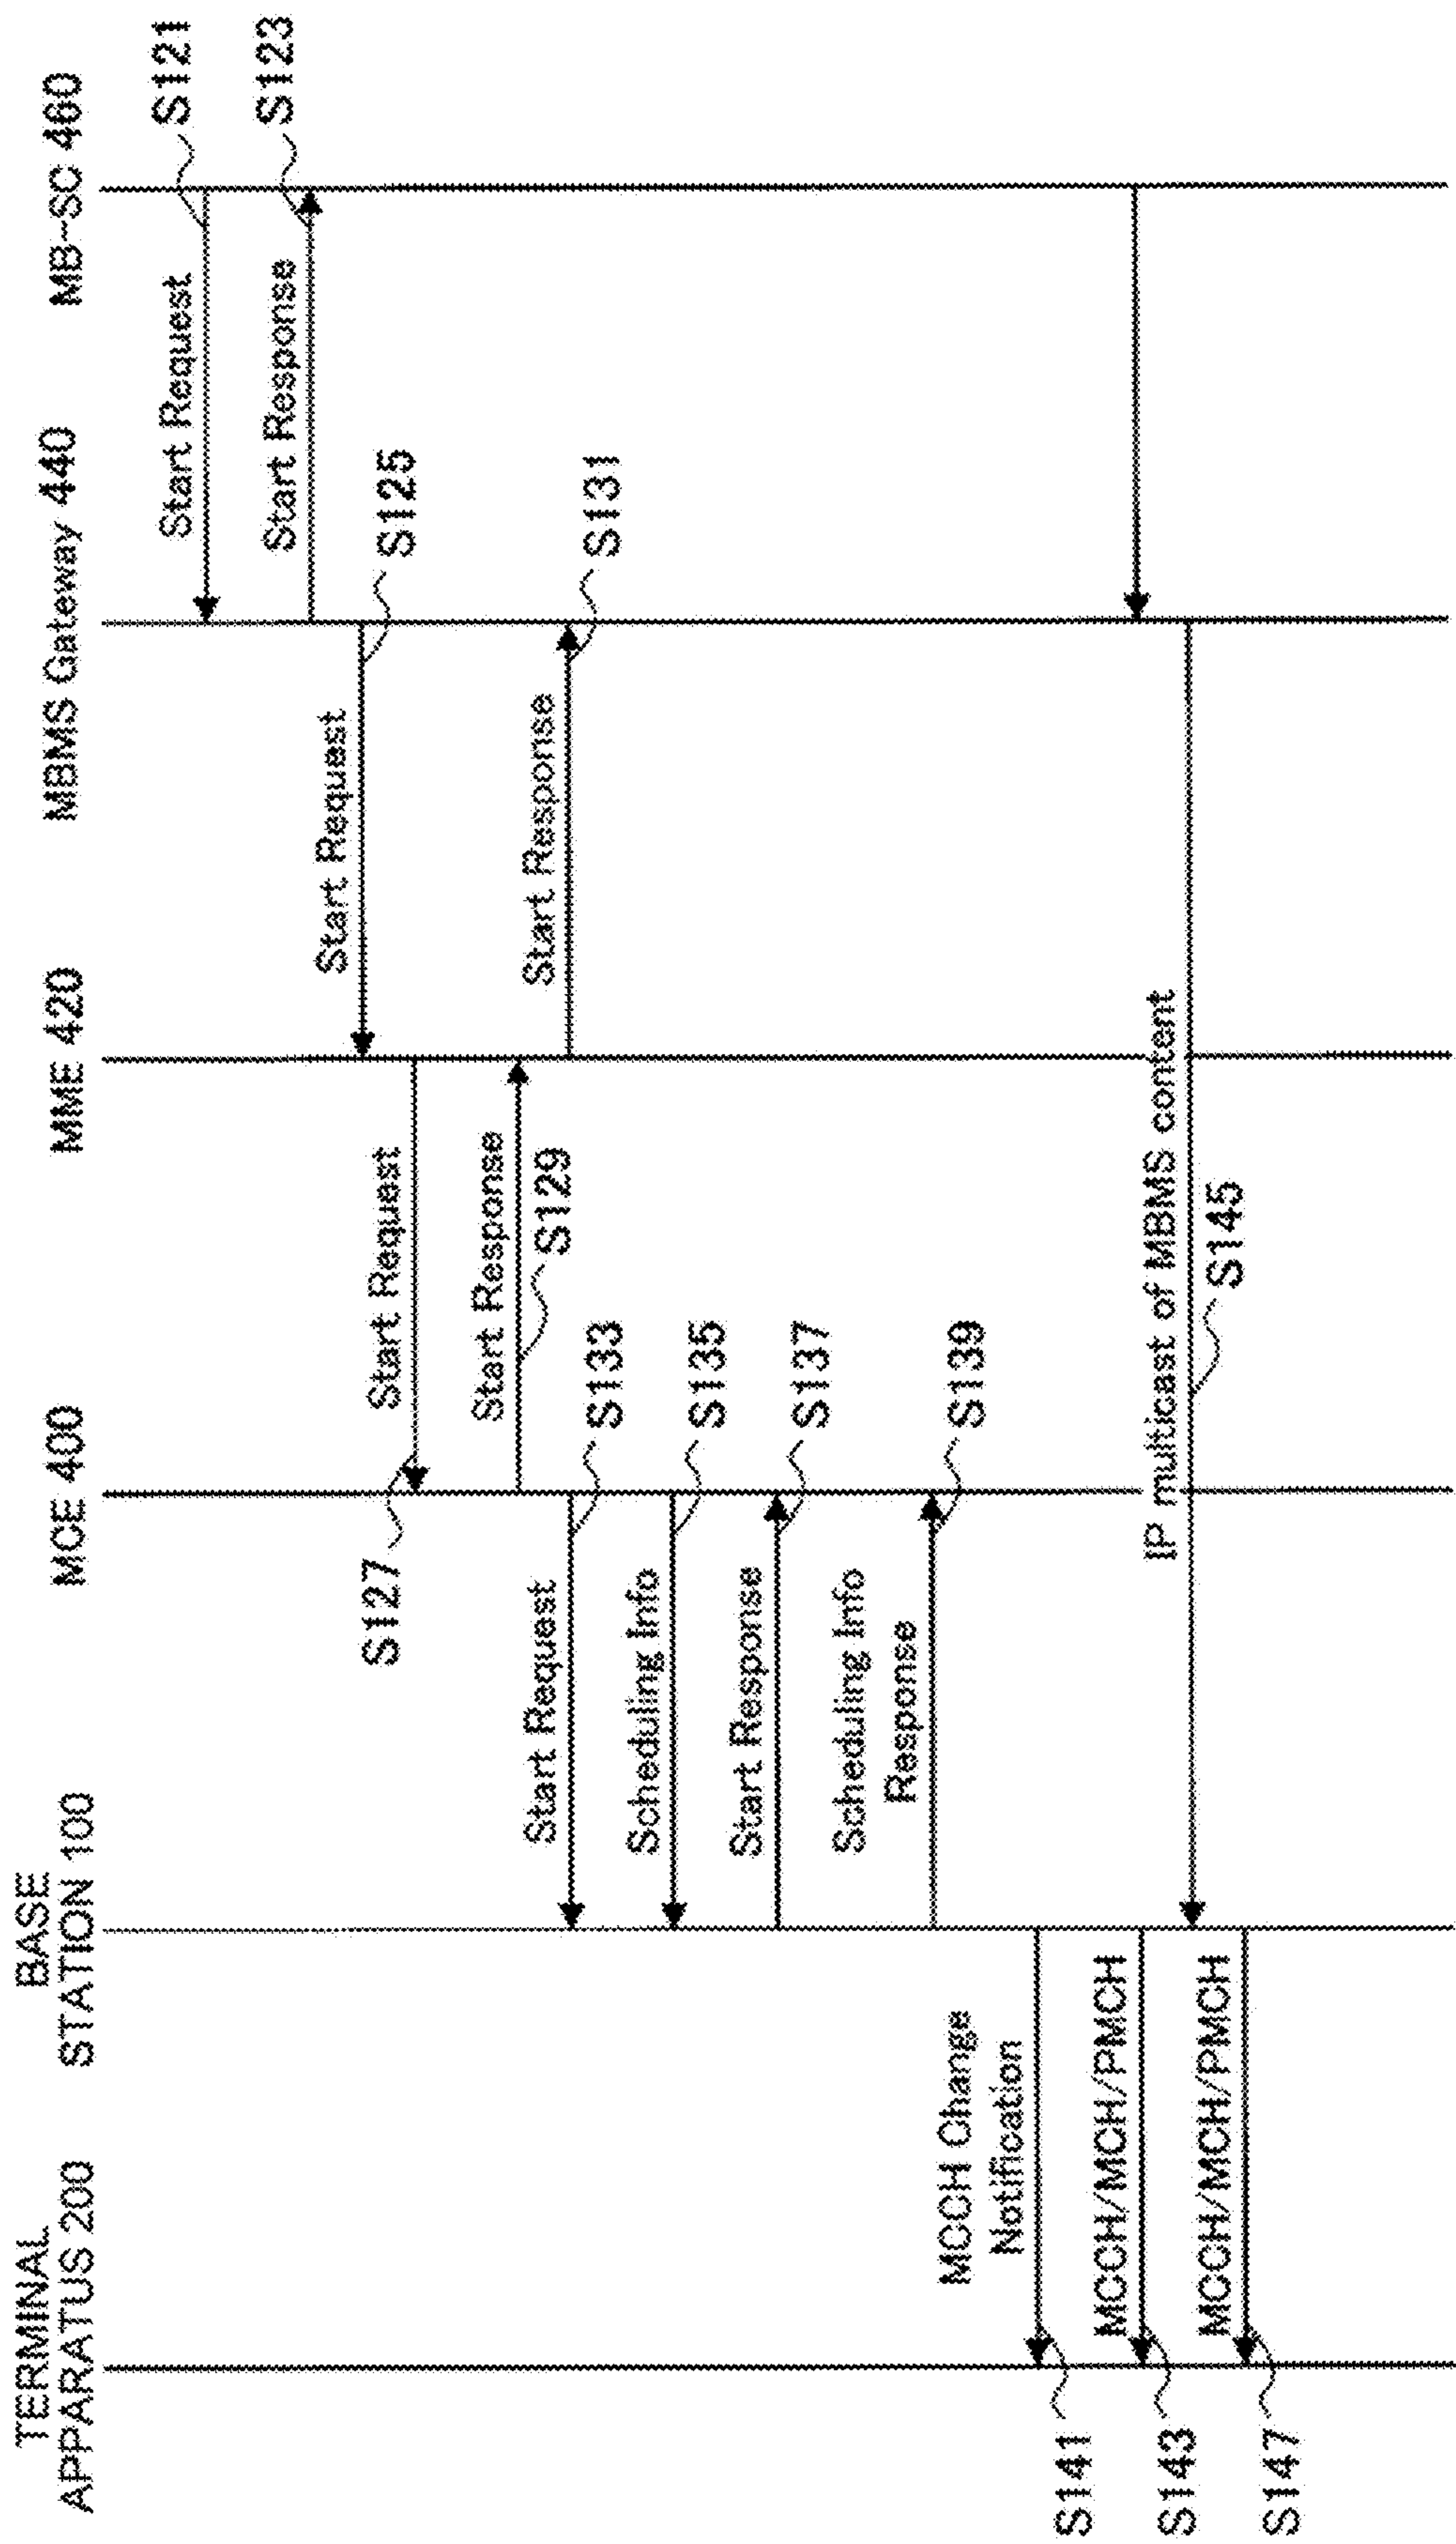 TERMINAL
APPARATUS 200
BASE
STATION 100
MCE 400
MME 420
MBMS Gateway 440
MB-SC 460
Start Request
S121
Start Response
S123
Start Request
S125
S127
Start Request
Start Response
S129
Start Response
S131
Start Request
S133
Scheduling Info
S135
Start Response
S137
Scheduling Info
Response
S139
MCCH Change
Notification
S141
MCCH/MCH/PMCH
S143
IP multicast of MBMS content
S145
MCCH/MCH/PMCH
S147